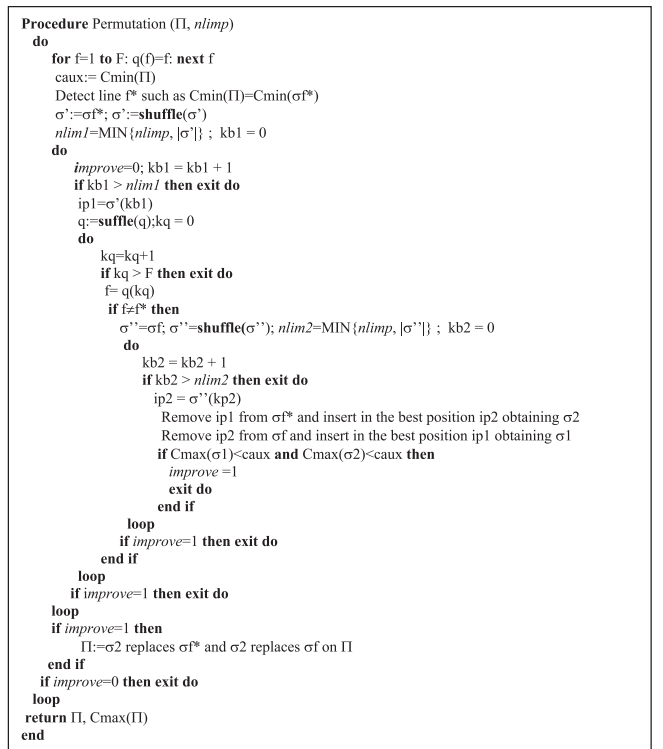 Procedure Permutation (Π, nlimp)
do
for f=1 to F: q(f)=f: next f
caux:= Cmin(Π)
Detect line f* such as Cmin(Π)=Cmin(σf*)
σ':=σf*; σ':=shuffle(σ')
nlim1=MIN{nlimp, |σ'|} ; kb1 = 0
do
improve=0; kb1 = kb1 + 1
if kb1 > nlim1 then exit do
ip1=σ'(kb1)
q:=suffle(q);kq = 0
do
kq=kq+1
if kq > F then exit do
f= q(kq)
if f≠f* then
σ''=σf; σ''=shuffle(σ''); nlim2=MIN{nlimp, |σ''|} ; kb2 = 0
do
kb2 = kb2 + 1
if kb2 > nlim2 then exit do
ip2 = σ''(kp2)
Remove ip1 from σf* and insert in the best position ip2 obtaining σ2
Remove ip2 from σf and insert in the best position ip1 obtaining σ1
if Cmax(σ1)<caux and Cmax(σ2)<caux then
improve =1
exit do
end if
loop
if improve=1 then exit do
end if
loop
if improve=1 then exit do
loop
if improve=1 then
Π:=σ2 replaces σf* and σ2 replaces σf on Π
end if
if improve=0 then exit do
loop
return Π, Cmax(Π)
end